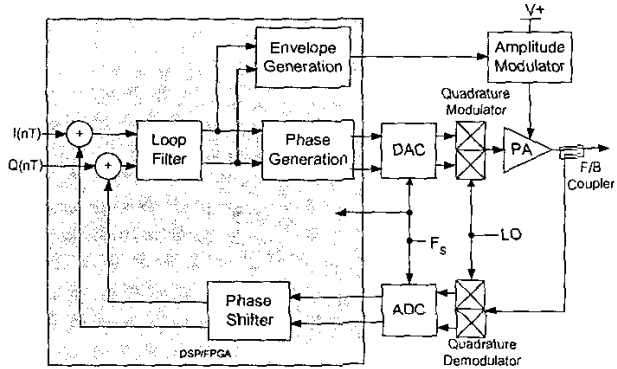 V+
Envelope
Generation
Amplitude
Modulator
Quadrature
Modulator
I(nT)
+
Loop
Filter
Phase
Generation
DAC
PA
Q(nT)
+
F/B
Coupler
Fs
LO
Phase
Shifter
ADC
Quadrature
Demodulator
DSP/FPGA